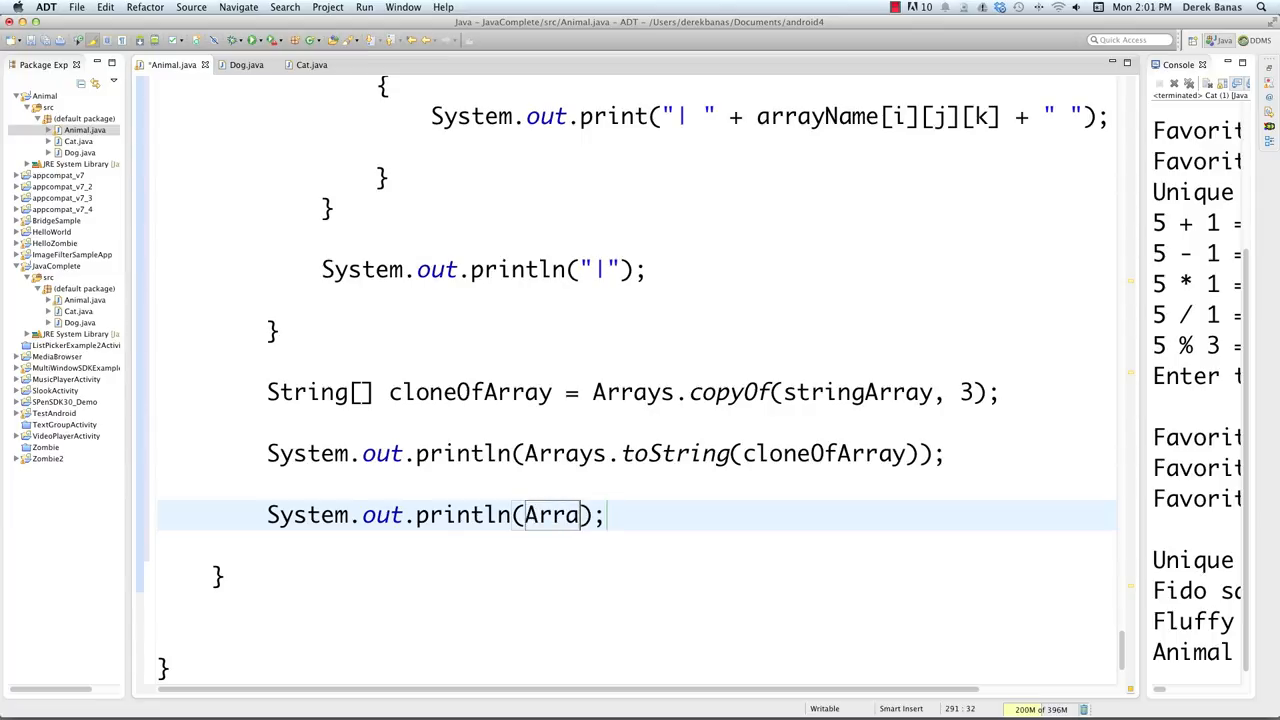 ADT File Edit Refactor Source Navigate Search Project Run Window Help
10 Mon 2:01 PM Derek Banas
Java - JavaComplete/src/Animal.java - ADT - /Users/derekbanas/Documents/android4
Quick Access
Java
DDMS
Package Exp
*Animal.java
Dog.java
Cat.java
Console
Animal
src
(default package)
Animal.java
Cat.java
Dog.java
JRE System Library [Ja
appcompat_v7
appcompat_v7_2
appcompat_v7_3
appcompat_v7_4
BridgeSample
HelloWorld
HelloZombie
ImageFilterSampleApp
JavaComplete
src
(default package)
Animal.java
Cat.java
Dog.java
JRE System Library [Ja
ListPickerExample2Activi
MediaBrowser
MultiWindowSDKExample
MusicPlayerActivity
SlookActivity
SPenSDK30_Demo
TestAndroid
TextGroupActivity
VideoPlayerActivity
Zombie
Zombie2
{
System.out.print("| " + arrayName[i][j][k] + " ");
}
}
System.out.println("|");
}
String[] cloneOfArray = Arrays.copyOf(stringArray, 3);
System.out.println(Arrays.toString(cloneOfArray));
System.out.println(Arra);
}
}
<terminated> Cat (1) [Java
Favorit
Favorit
Unique
5 + 1 =
5 - 1 =
5 * 1 =
5 / 1 =
5 % 3 =
Enter t
Favorit
Favorit
Favorit
Unique
Fido sa
Fluffy
Animal
Writable
Smart Insert
291 : 32
200M of 396M